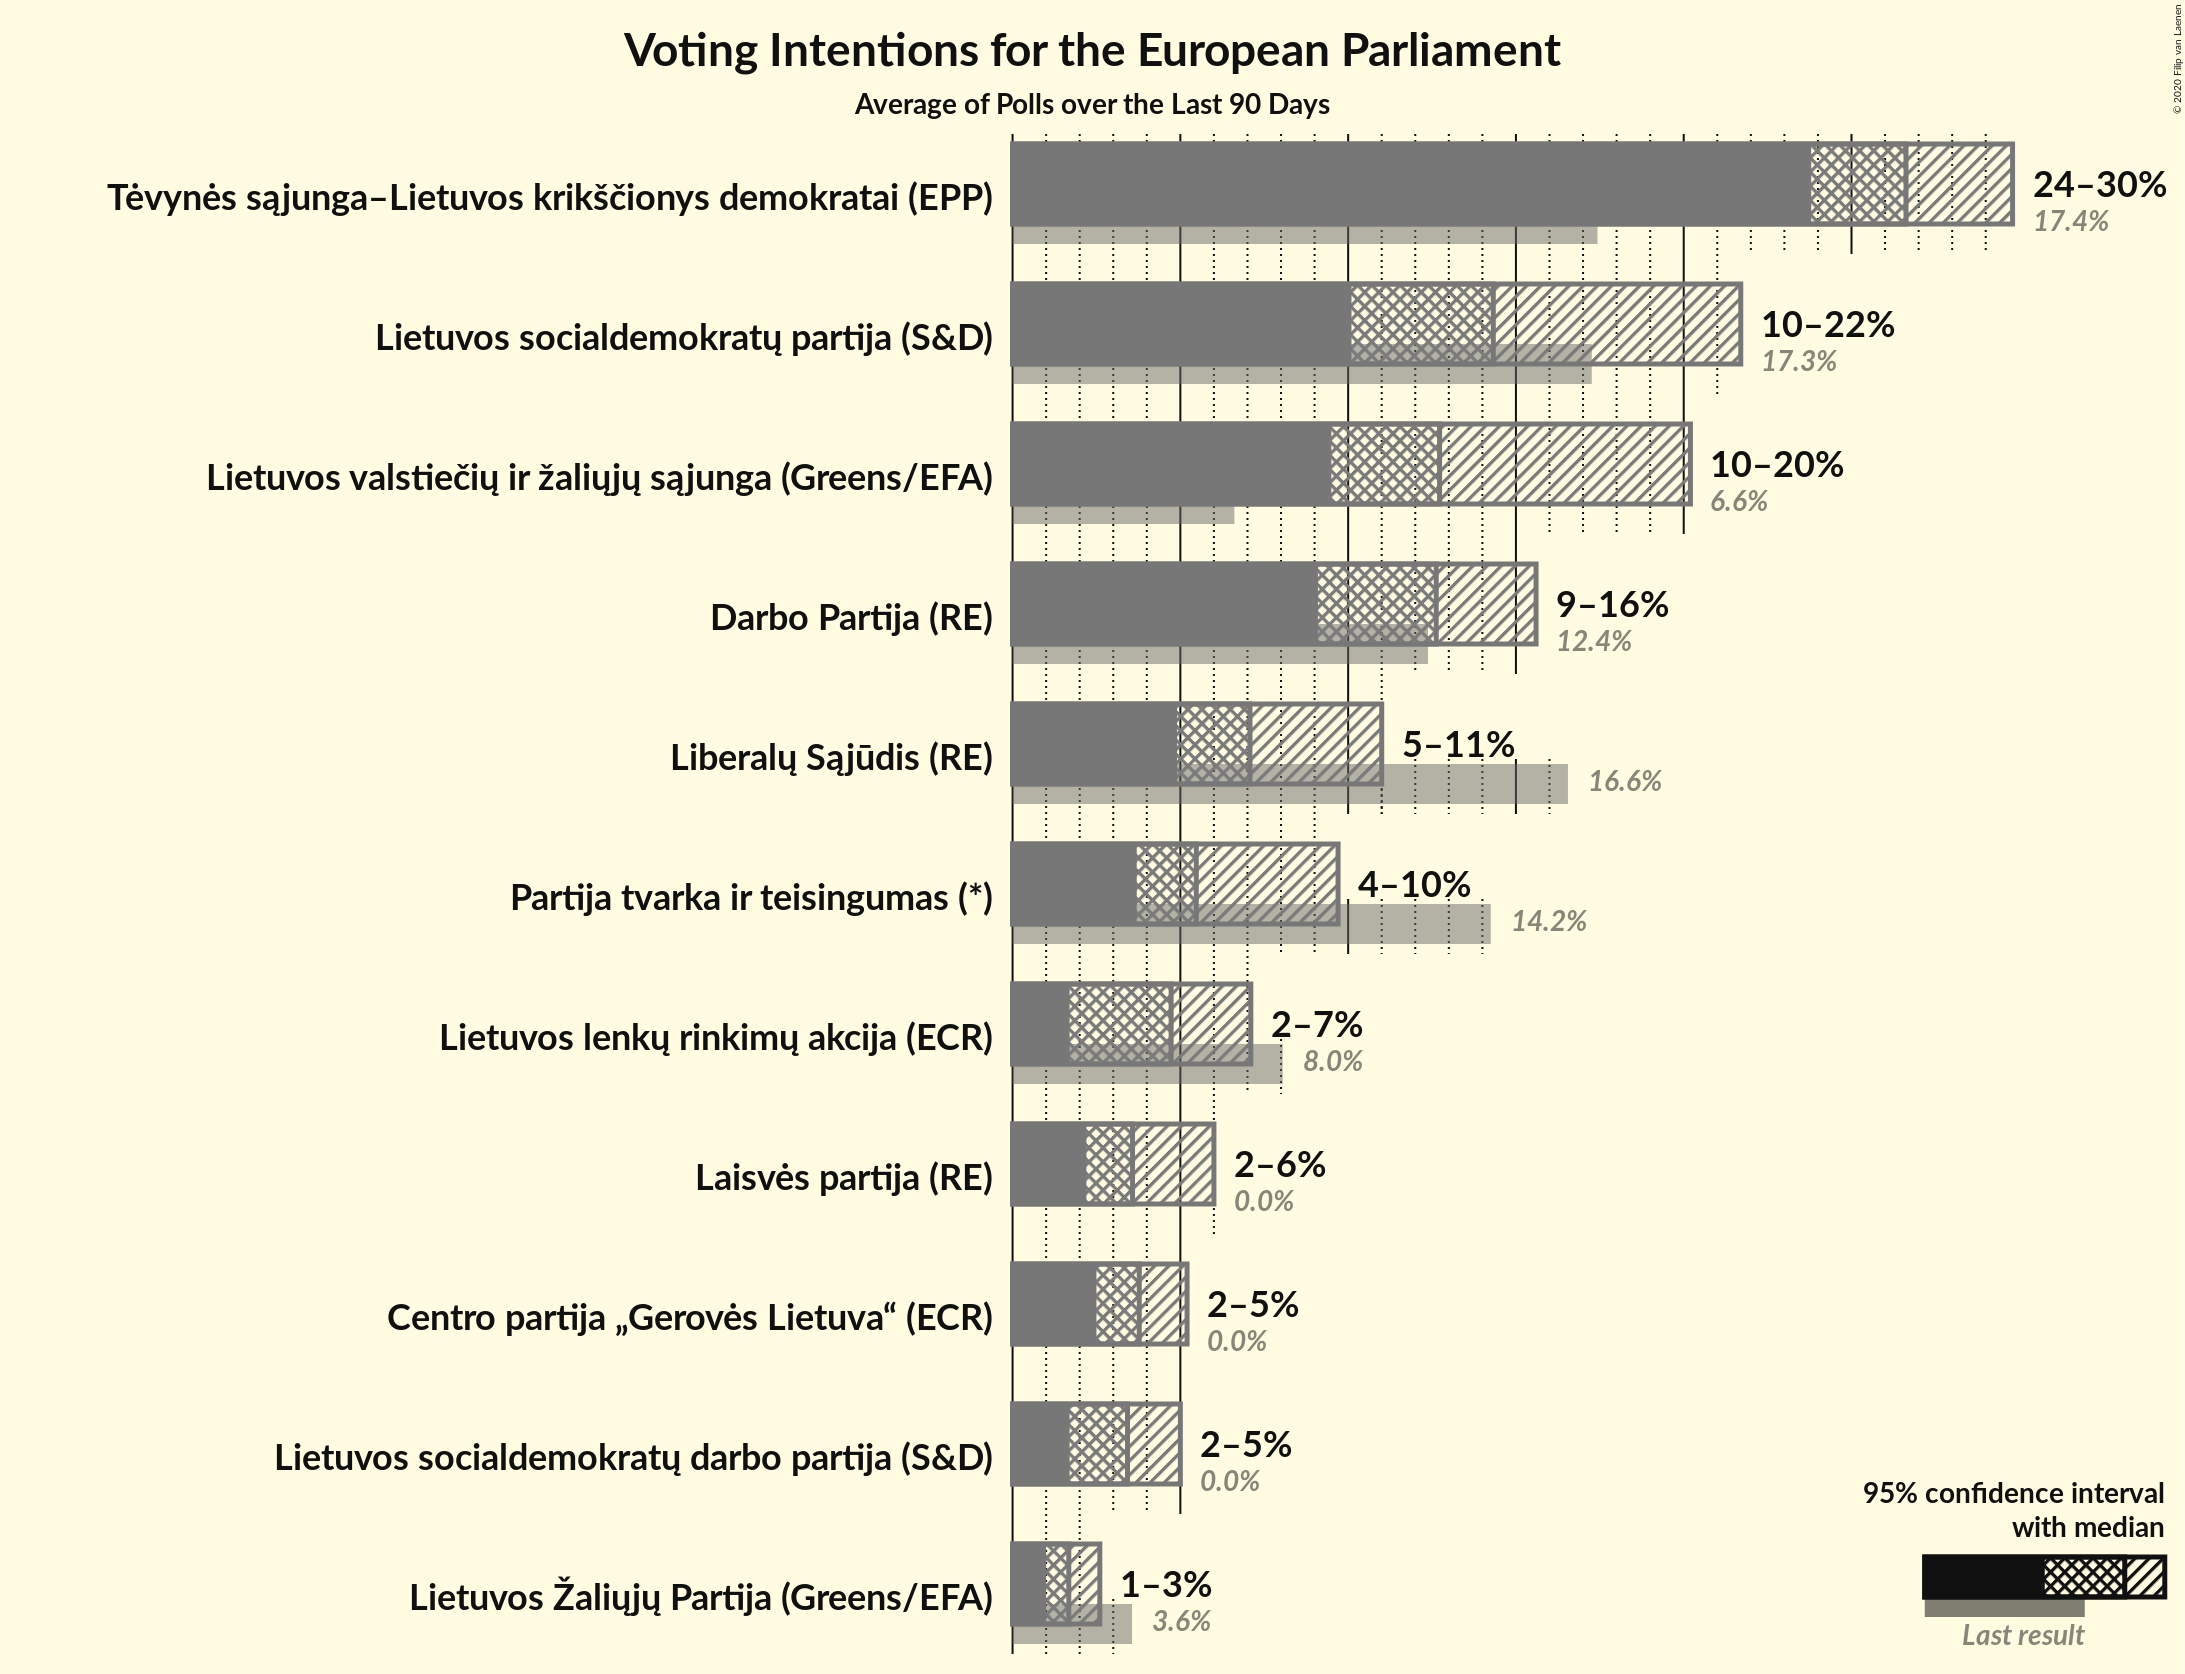 Voting Intentions for the European Parliament
Average of Polls over the Last 90 Days
© 2020 Filip van Laenen
Tėvynės sąjunga–Lietuvos krikščionys demokratai (EPP)
24–30%
17.4%
Lietuvos socialdemokratų partija (S&D)
10–22%
17.3%
Lietuvos valstiečių ir žaliųjų sąjunga (Greens/EFA)
10–20%
6.6%
Darbo Partija (RE)
9–16%
12.4%
Liberalų Sąjūdis (RE)
5–11%
16.6%
Partija tvarka ir teisingumas (*)
4–10%
14.2%
Lietuvos lenkų rinkimų akcija (ECR)
2–7%
8.0%
Laisvės partija (RE)
2–6%
0.0%
Centro partija „Gerovės Lietuva“ (ECR)
2–5%
0.0%
Lietuvos socialdemokratų darbo partija (S&D)
2–5%
0.0%
Lietuvos Žaliųjų Partija (Greens/EFA)
1–3%
3.6%
95% confidence interval
with median
Last result